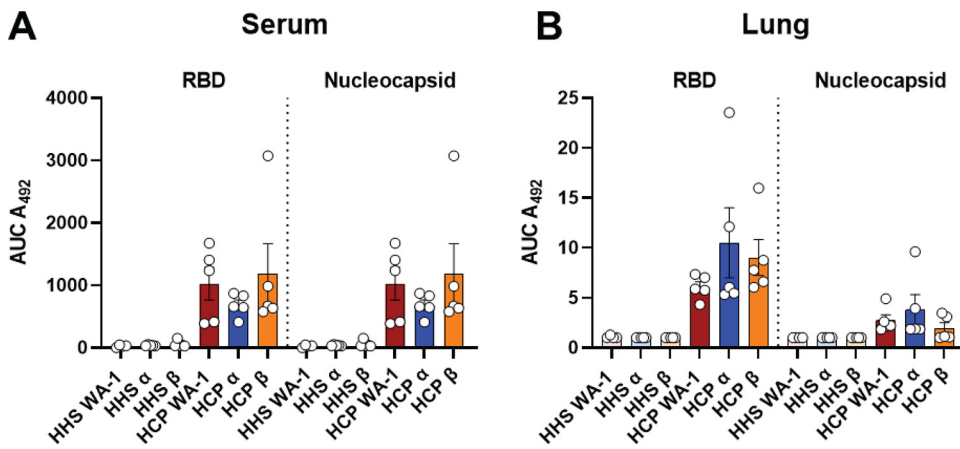 A
Serum
RBD
Nucleocapsid
AUC A492
4000
3000
2000
1000
0
HHS WA-1
HHS α
HHS β
HCP WA-1
HCP α
HCP β
HHS WA-1
HHS α
HHS β
HCP WA-1
HCP α
HCP β
B
Lung
RBD
Nucleocapsid
AUC A492
25
20
15
10
5
0
HHS WA-1
HHS α
HHS β
HCP WA-1
HCP α
HCP β
HHS WA-1
HHS α
HHS β
HCP WA-1
HCP α
HCP β